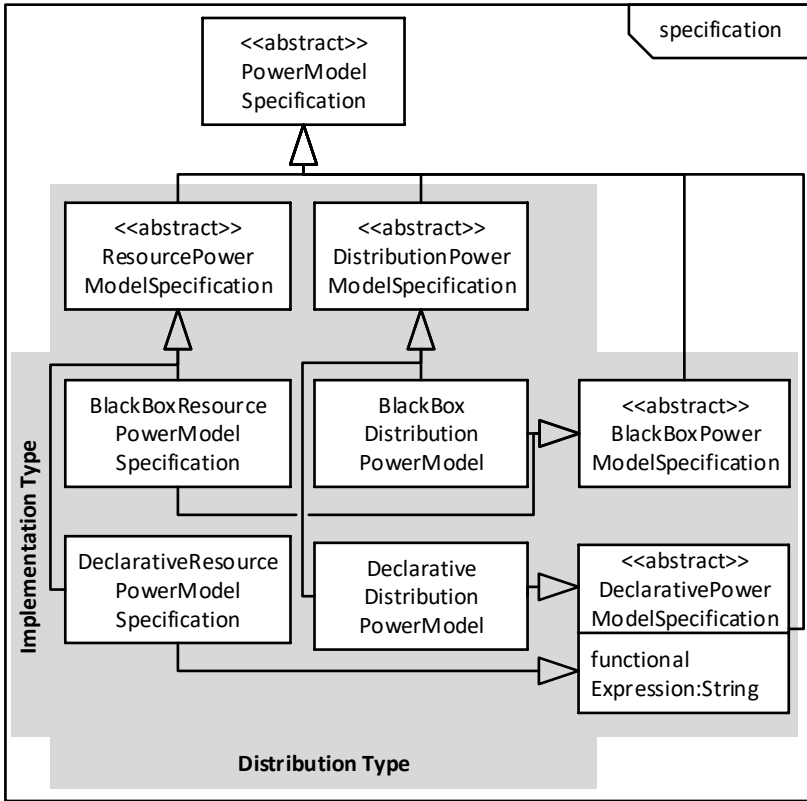 specification
<<abstract>>
PowerModel
Specification
<<abstract>>
ResourcePower
ModelSpecification
<<abstract>>
DistributionPower
ModelSpecification
BlackBoxResource
PowerModel
Specification
BlackBox
Distribution
PowerModel
<<abstract>>
BlackBoxPower
ModelSpecification
DeclarativeResource
PowerModel
Specification
Declarative
Distribution
PowerModel
<<abstract>>
DeclarativePower
ModelSpecification
functional
Expression:String
Implementation Type
Distribution Type